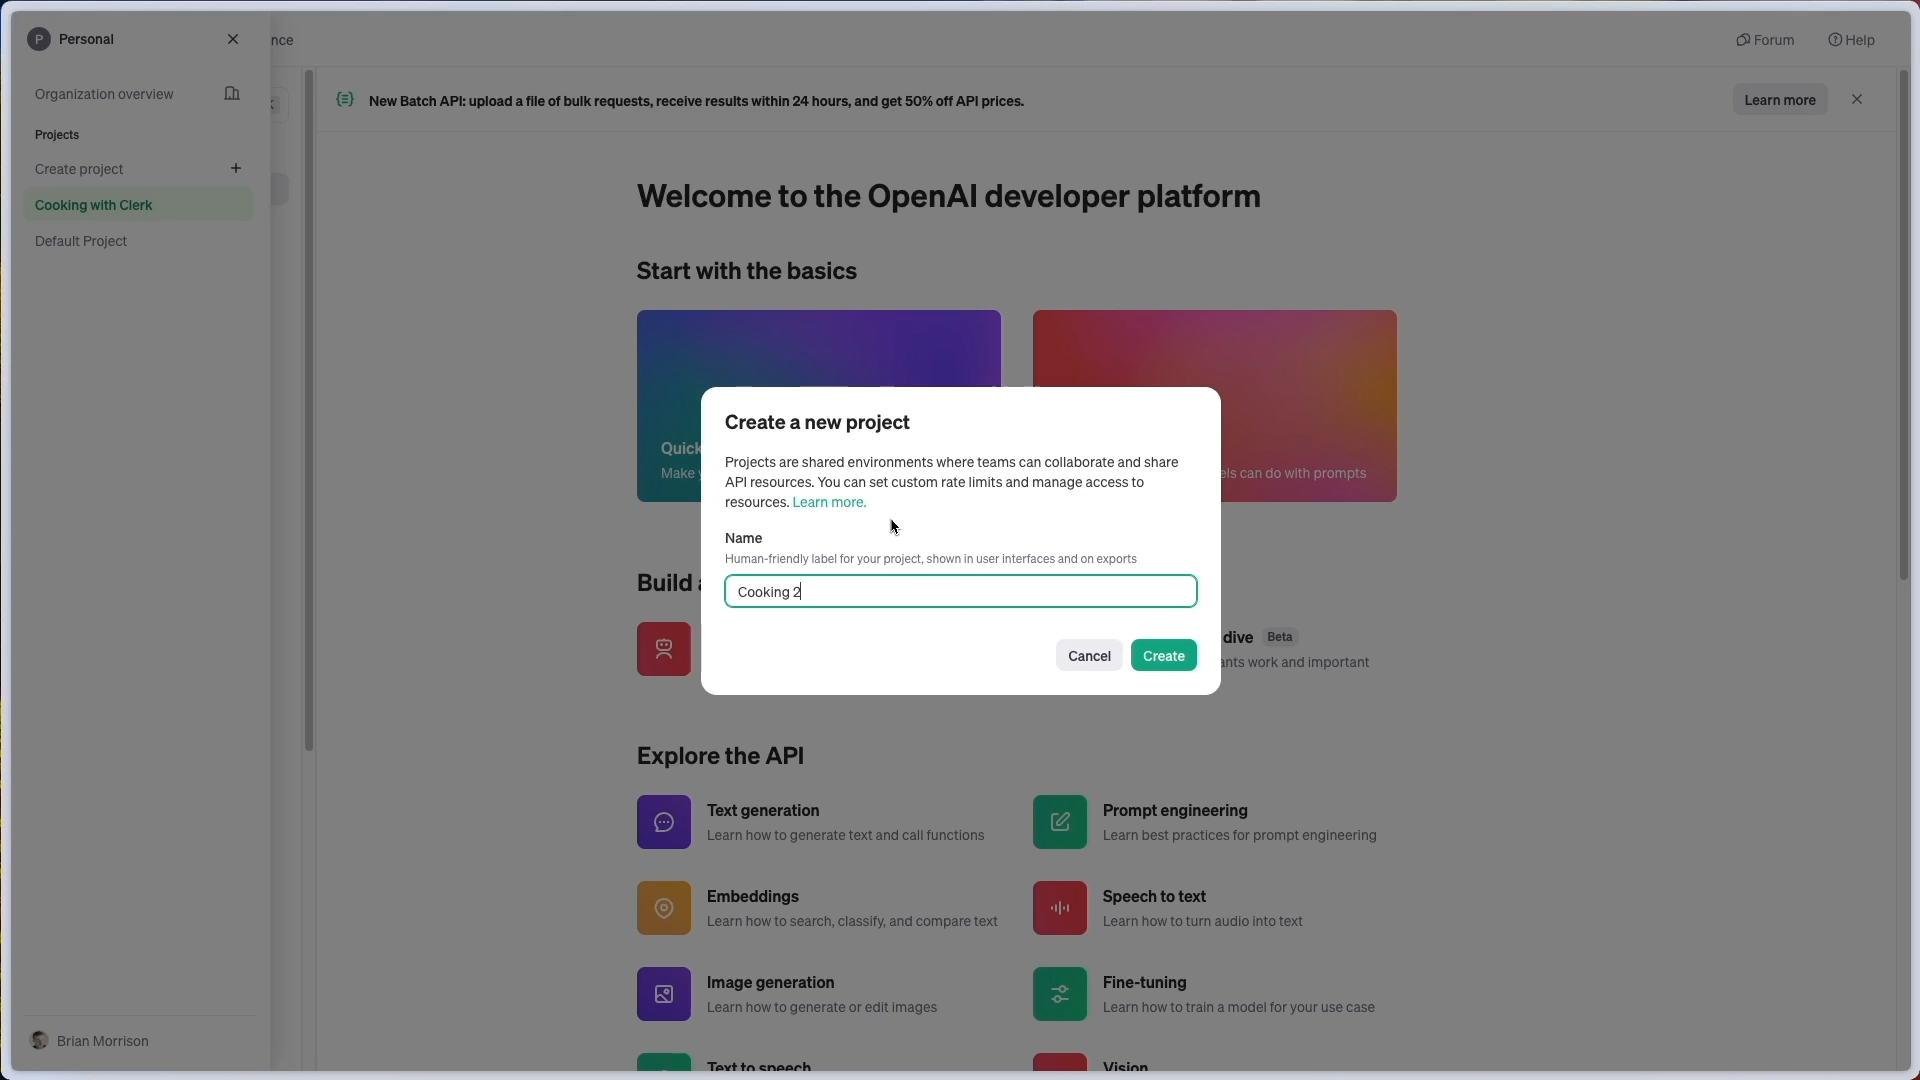 P Personal
nce
Forum
Help
Organization overview
K
New Batch API: upload a file of bulk requests, receive results within 24 hours, and get 50% off API prices.
Learn more
Projects
Create project
Cooking with Clerk
Default Project
Welcome to the OpenAI developer platform
Start with the basics
Quick
Make y
els can do with prompts
Create a new project
Projects are shared environments where teams can collaborate and share
API resources. You can set custom rate limits and manage access to
resources. Learn more.
Name
Human-friendly label for your project, shown in user interfaces and on exports
Cooking 2
Cancel
Create
Build
dive Beta
ants work and important
Explore the API
Text generation
Learn how to generate text and call functions
Prompt engineering
Learn best practices for prompt engineering
Embeddings
Learn how to search, classify, and compare text
Speech to text
Learn how to turn audio into text
Image generation
Learn how to generate or edit images
Fine-tuning
Learn how to train a model for your use case
Text to speech
Vision
Brian Morrison